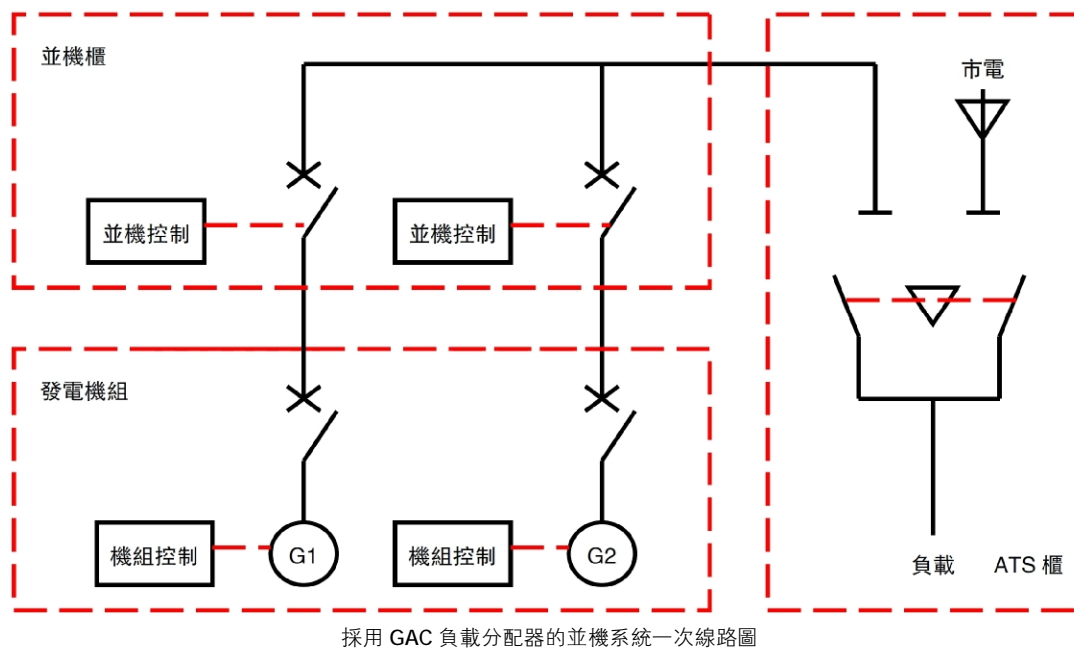 並機櫃
市電
並機控制
並機控制
發電機組
機組控制
G1
機組控制
G2
負載
ATS 櫃
採用 GAC 負載分配器的並機系統一次線路圖